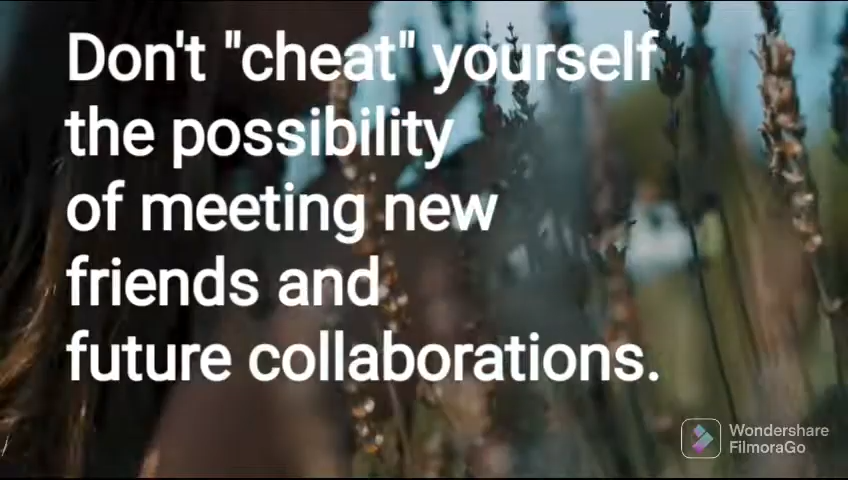 Don't "cheat" yourself
the possibility
of meeting new
friends and
future collaborations.
Wondershare
FilmoraGo